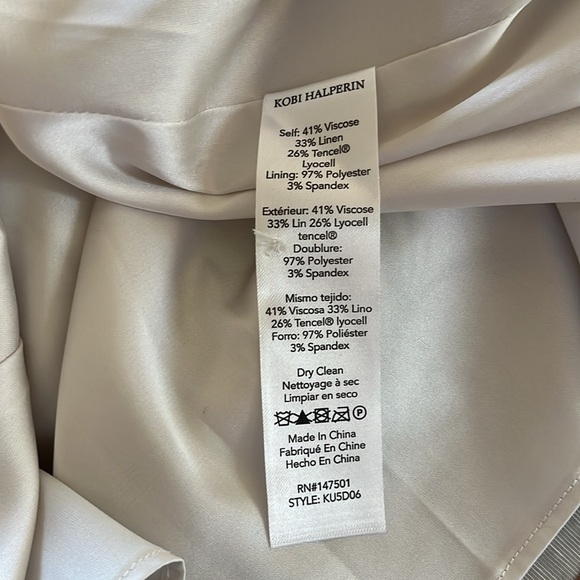 KOBI HALPERIN
Self: 41% Viscose
33% Linen
26% Tencel®
Lyocell
Lining: 97% Polyester
3% Spandex
Extérieur: 41% Viscose
33% Lin 26% Lyocell
tencel®
Doublure:
97% Polyester
3% Spandex
Mismo tejido:
41% Viscosa 33% Lino
26% Tencel® lyocell
Forro: 97% Poliéster
3% Spandex
Dry Clean
Nettoyage à sec
Limpiar en seco
P
Made In China
Fabriqué En Chine
Hecho En China
RN#147501
STYLE: KU5D06